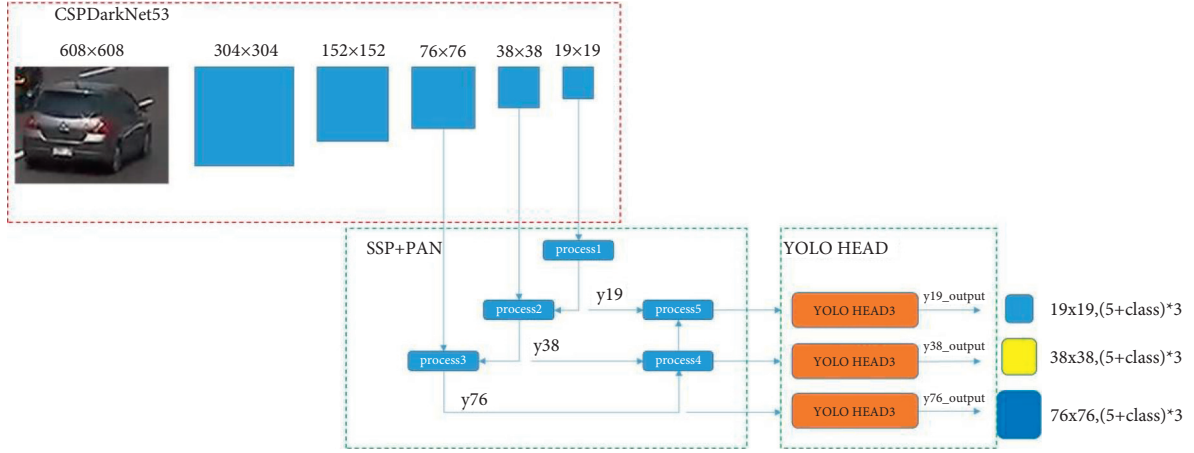 CSPDarkNet53
608×608
304×304
152×152
76×76
38×38
19×19
SSP+PAN
process1
process2
y19
process5
process3
y38
process4
y76
YOLO HEAD
YOLO HEAD3
y19_output
YOLO HEAD3
y38_output
YOLO HEAD3
y76_output
19x19,(5+class)*3
38x38,(5+class)*3
76x76,(5+class)*3